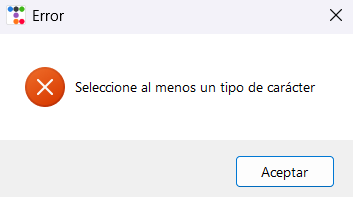 Error
Seleccione al menos un tipo de carácter
Aceptar